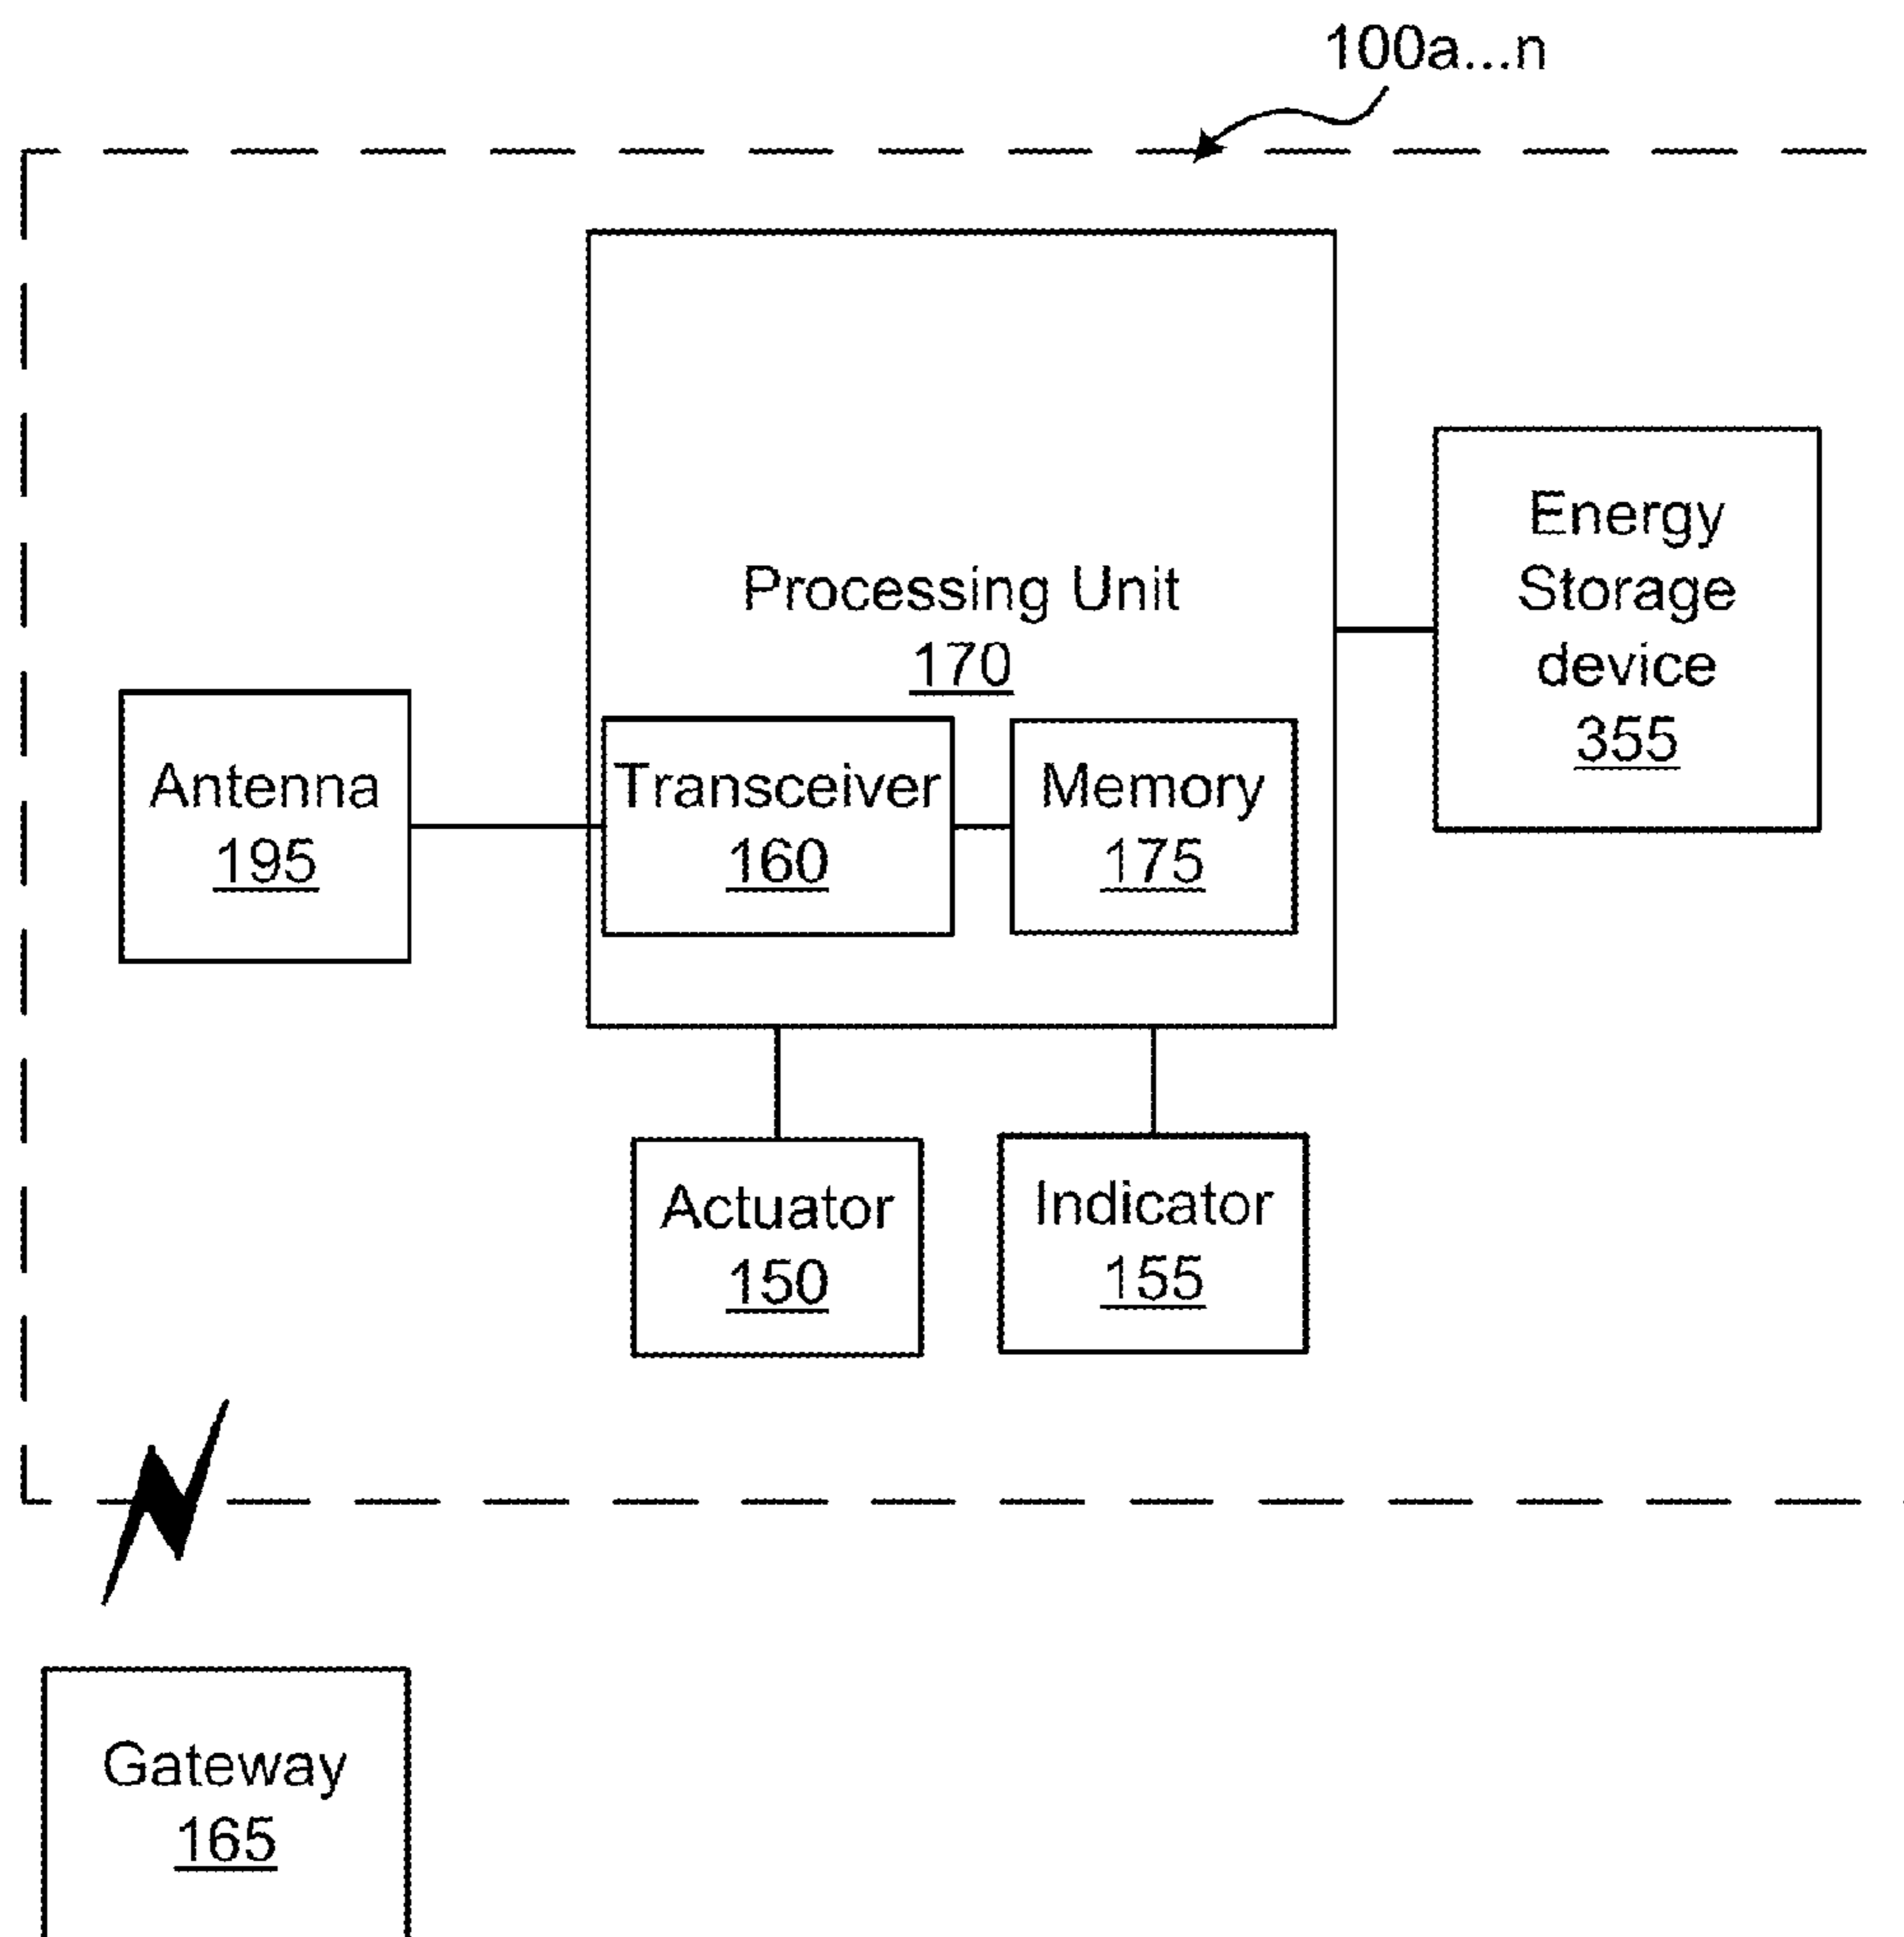 100a...n
Processing Unit
170
Energy
Storage
device
355
Antenna
195
Transceiver
160
Memory
175
Actuator
150
Indicator
155
Gateway
165